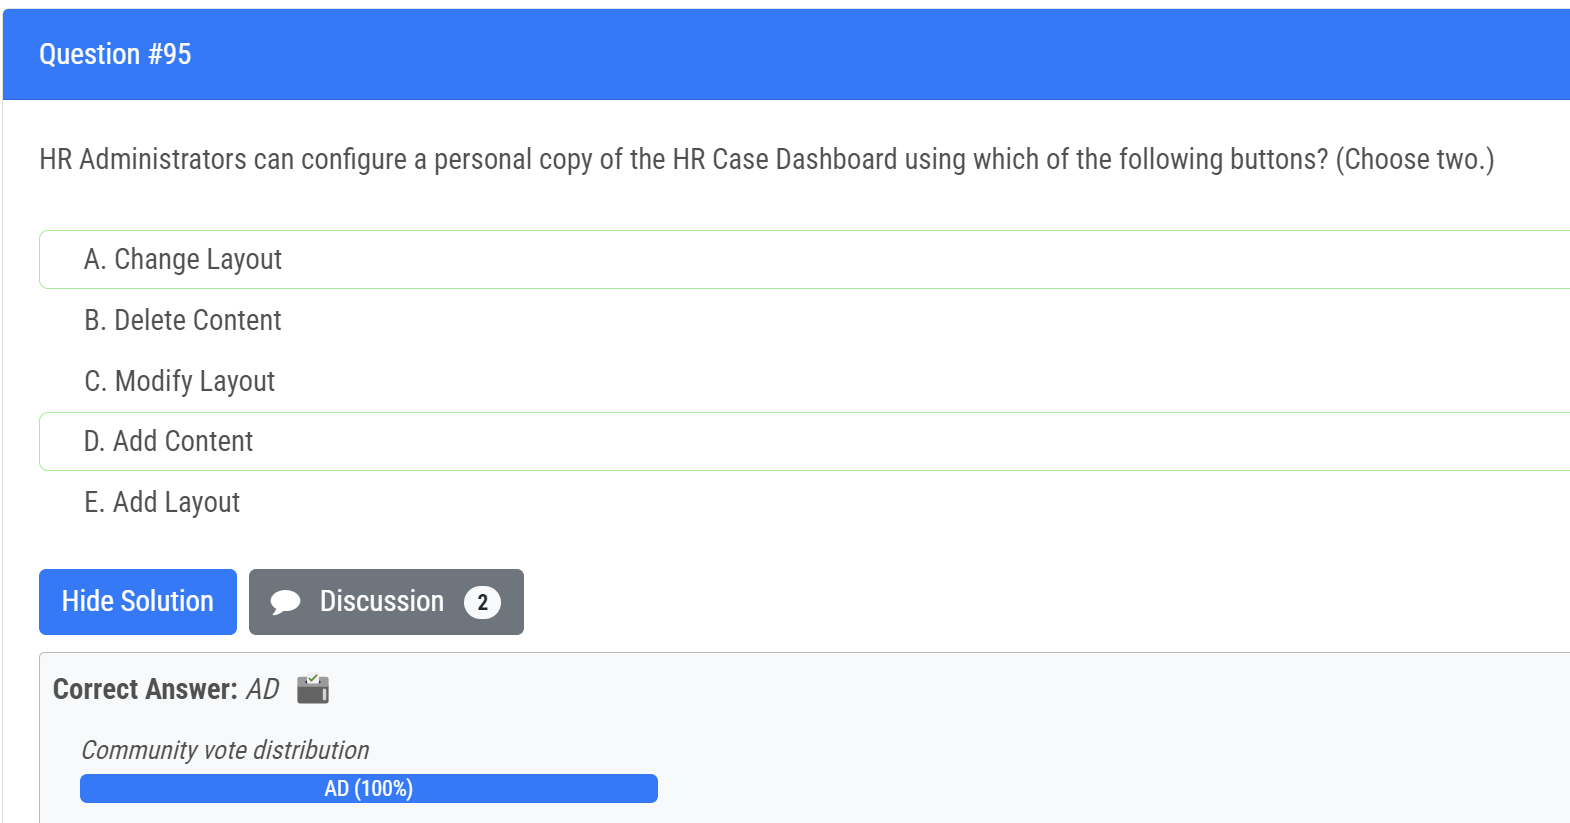 Question #95
HR Administrators can configure a personal copy of the HR Case Dashboard using which of the following buttons? (Choose two.)
A. Change Layout
B. Delete Content
C. Modify Layout
D. Add Content
E. Add Layout
Hide Solution
Discussion 2
Correct Answer: AD
Community vote distribution
AD (100%)